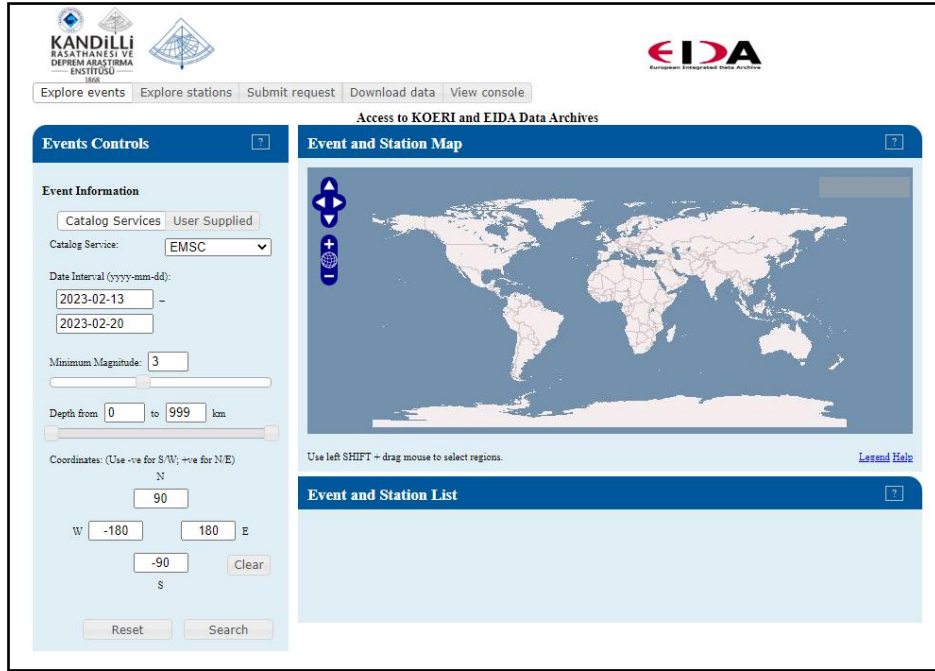 KANDiLLi
RASATHANESİ VE
DEPREM ARAŞTIRMA
ENSTİTÜSÜ
1868
EIDA
European Integrated Data Archive
Explore events Explore stations Submit request Download data View console
Access to KOERI and EIDA Data Archives
Events Controls ?
Event Information
Catalog Services User Supplied
Catalog Service: EMSC
Date Interval (yyyy-mm-dd):
2023-02-13 –
2023-02-20
Minimum Magnitude: 3
Depth from 0 to 999 km
Coordinates: (Use -ve for S/W; +ve for N/E)
N
90
W -180 180 E
-90 Clear
S
Reset Search
Event and Station Map ?
Use left SHIFT + drag mouse to select regions. Legend Help
Event and Station List ?